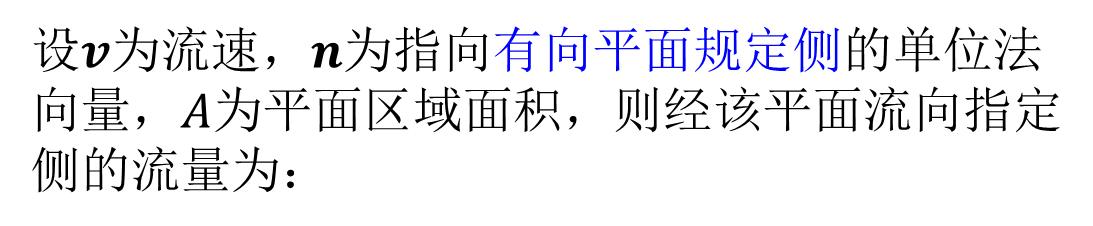 设v为流速，n为指向有向平面规定侧的单位法
向量，A为平面区域面积，则经该平面流向指定
侧的流量为：